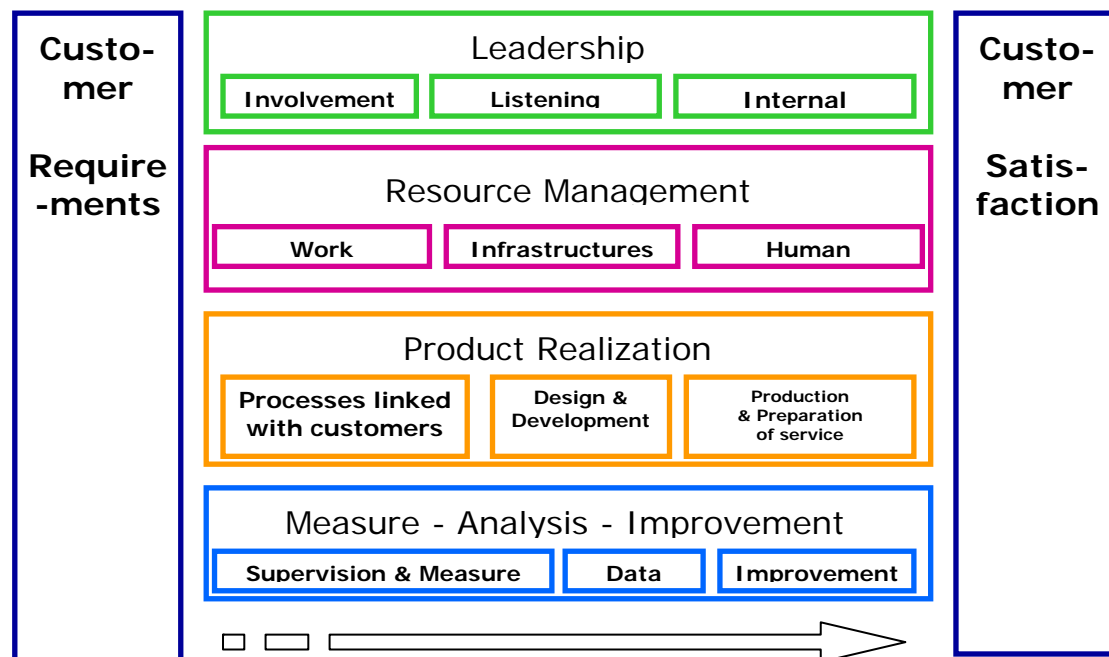 Custo-
mer
Require
-ments
Leadership
Involvement
Listening
Internal
Resource Management
Work
Infrastructures
Human
Product Realization
Processes linked
with customers
Design &
Development
Production
& Preparation
of service
Measure - Analysis - Improvement
Supervision & Measure
Data
Improvement
Custo-
mer
Satis-
faction